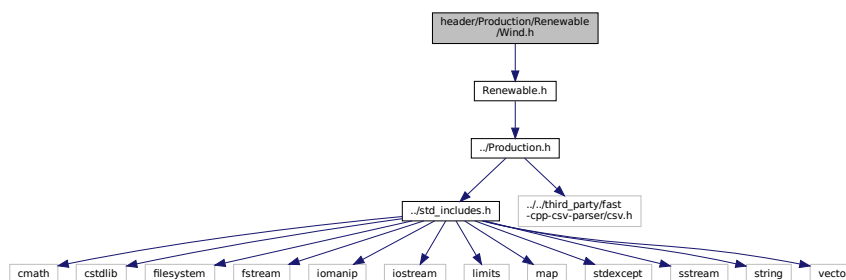 header/Production/Renewable
/Wind.h
Renewable.h
../Production.h
../std_includes.h
../../third_party/fast
-cpp-csv-parser/csv.h
cmath
cstdlib
filesystem
fstream
iomanip
iostream
limits
map
stdexcept
sstream
string
vecto